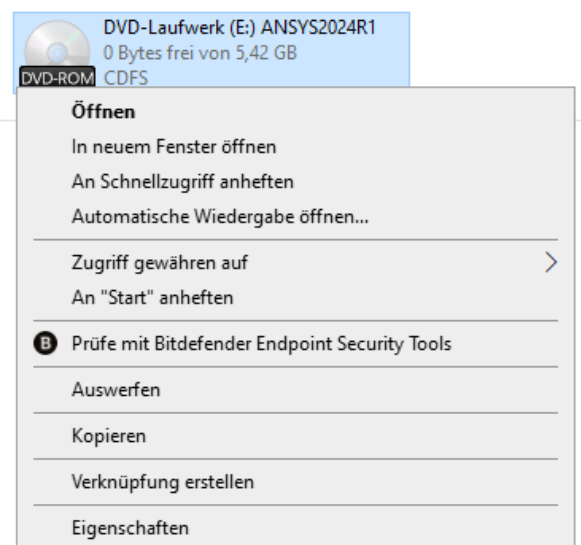 DVD-Laufwerk (E:) ANSYS2024R1
0 Bytes frei von 5,42 GB
DVD-ROM CDFS
Öffnen
In neuem Fenster öffnen
An Schnellzugriff anheften
Automatische Wiedergabe öffnen...
Zugriff gewähren auf
An "Start" anheften
B Prüfe mit Bitdefender Endpoint Security Tools
Auswerfen
Kopieren
Verknüpfung erstellen
Eigenschaften